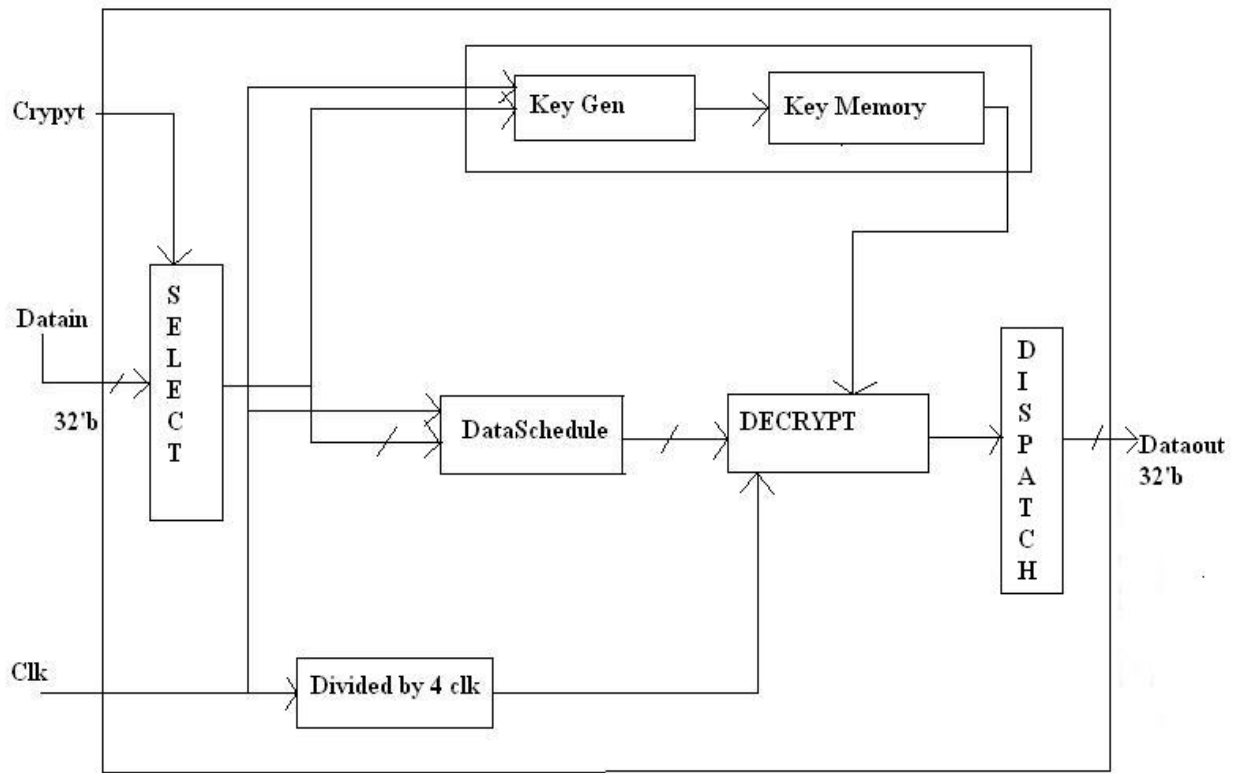 Key Gen
Key Memory
Crypyt
SELECT
Datain
32'b
DataSchedule
DECRYPT
DISPATCH
Dataout
32'b
Clk
Divided by 4 clk